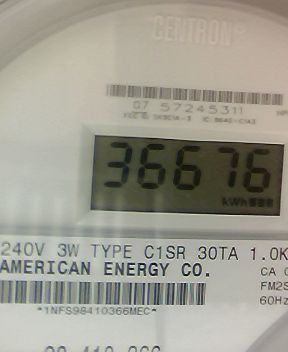 CENTRON®
07 57245311
36676
kWh
240V 3W TYPE C1SR 30TA 1.0K
AMERICAN ENERGY CO.
CA
FM2S
60Hz
*1NFS98410366MEC*